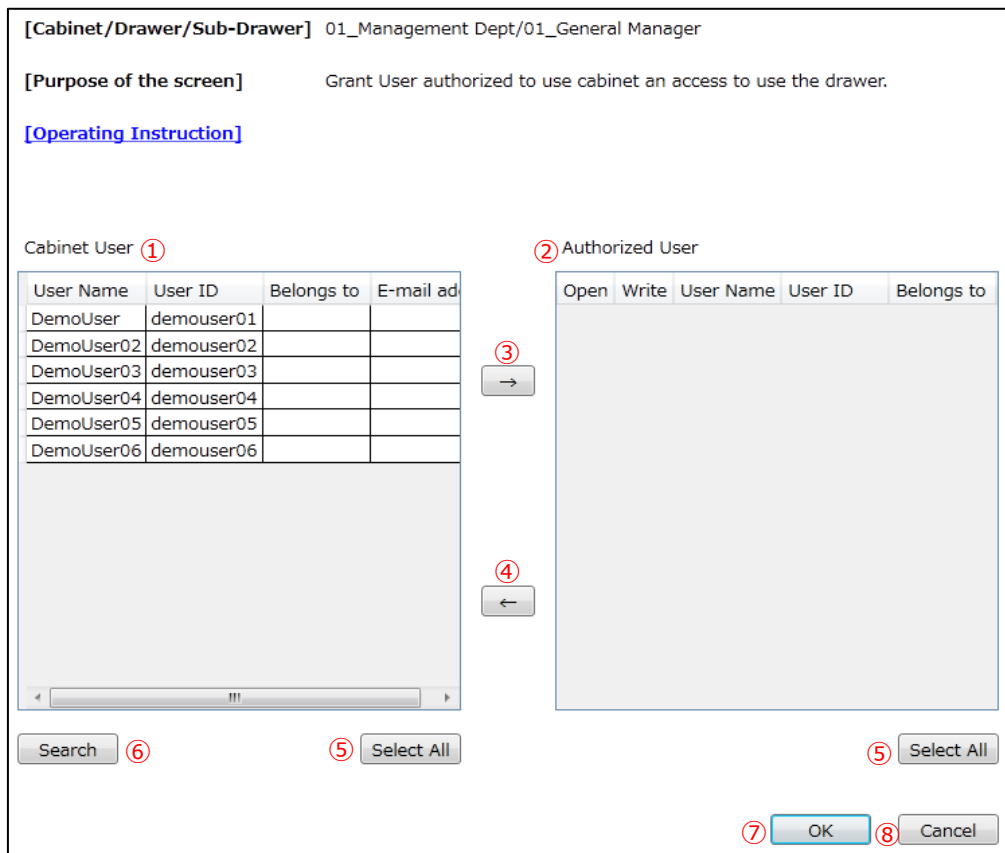 [Cabinet/Drawer/Sub-Drawer] 01_Management Dept/01_General Manager
[Purpose of the screen] Grant User authorized to use cabinet an access to use the drawer.
[Operating Instruction]
Cabinet User ①
② Authorized User
User Name User ID Belongs to E-mail ad
Open Write User Name User ID Belongs to
DemoUser demouser01
DemoUser02 demouser02
DemoUser03 demouser03
DemoUser04 demouser04
DemoUser05 demouser05
DemoUser06 demouser06
③
→
④
←
Search ⑥ ⑤ Select All
⑤ Select All
⑦ OK ⑧ Cancel